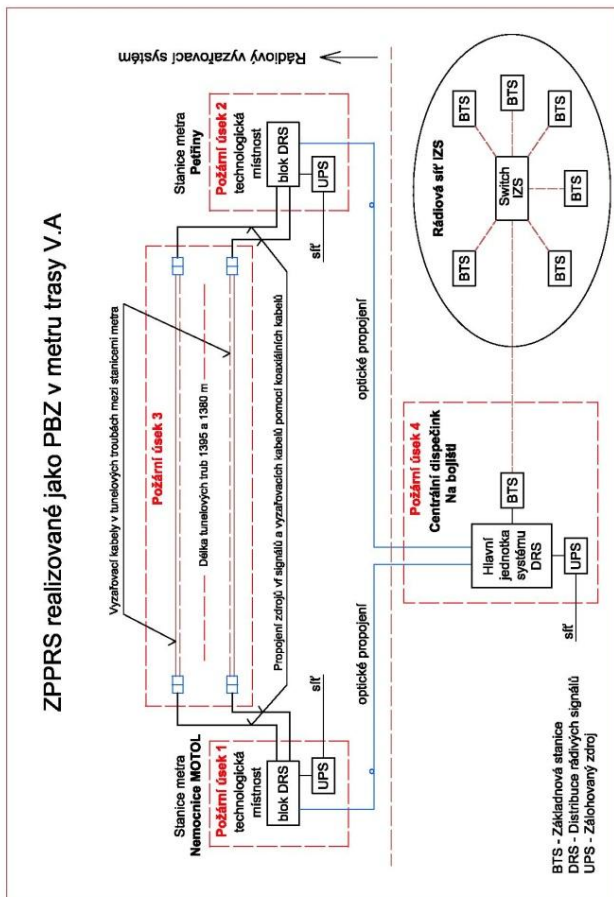 ZPPRS realizované jako PBZ v metru trasy V.A
Vyzařovací kabely v tunelových troubách mezi stanicemi metra
Rádiový vyzařovací systém
Stanice metra
Nemocnice MOTOL
Požární úsek 1
technologická
místnost
blok DRS
UPS
síť
Požární úsek 3
Délka tunelových trub 1395 a 1380 m
Propojení zdrojů vf signálů a vyzařovacích kabelů pomocí koaxiálních kabelů
Stanice metra
Petřiny
Požární úsek 2
technologická
místnost
blok DRS
UPS
síť
optické propojení
optické propojení
Požární úsek 4
Centrální dispečink
Na bojišti
Hlavní
jednotka
systému
DRS
BTS
UPS
síť
Rádiová síť IZS
Switch
IZS
BTS
BTS
BTS
BTS
BTS
BTS
BTS - Základnová stanice
DRS - Distribuce rádivých signálů
UPS - Zálohovaný zdroj